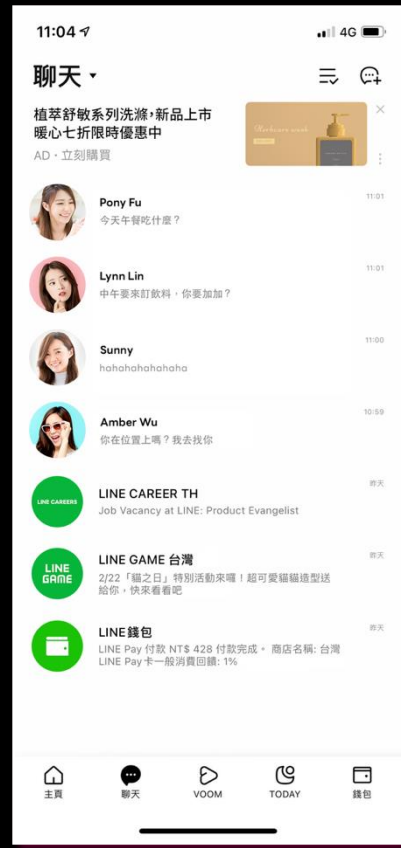 11:04
4G
聊天
植萃舒敏系列洗滌,新品上市
暖心七折限時優惠中
AD・立刻購買
Pony Fu
11:01
今天午餐吃什麼?
Lynn Lin
11:01
中午要來訂飲料,你要加加?
Sunny
11:00
hahahahahahaha
Amber Wu
10:59
你在位置上嗎?我去找你
LINE CAREERS
LINE CAREER TH
昨天
Job Vacancy at LINE: Product Evangelist
LINE
GAME
LINE GAME 台灣
昨天
2/22「貓之日」特別活動來囉!超可愛貓貓造型送
給你,快來看看吧
LINE錢包
昨天
LINE Pay 付款 NT$ 428 付款完成。 商店名稱: 台灣
LINE Pay卡一般消費回饋: 1%
主頁
聊天
VOOM
TODAY
錢包